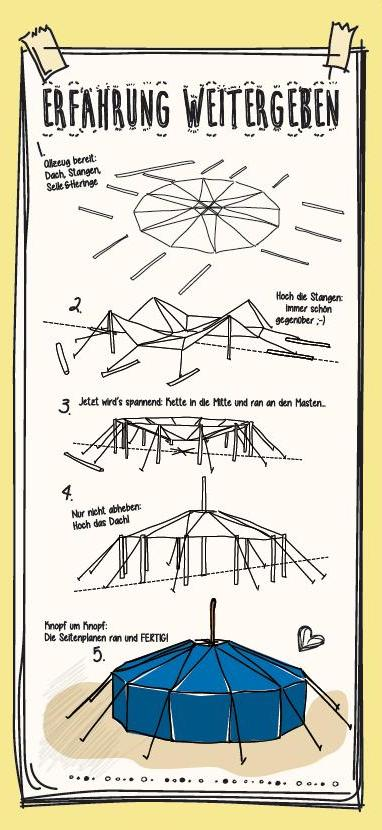 ERFAHRUNG WEITERGEBEN
1.
Allzeug bereit:
Dach, Stangen,
Seile & Heringe
2.
Hoch die Stangen:
Immer schön
gegenüber ;-)
3.
Jetzt wird's spannend: Kette in die Mitte und ran an den Masten...
4.
Nur nicht abheben:
Hoch das Dach!
Knopf um Knopf:
Die Seitenplanen ran und FERTIG!
5.